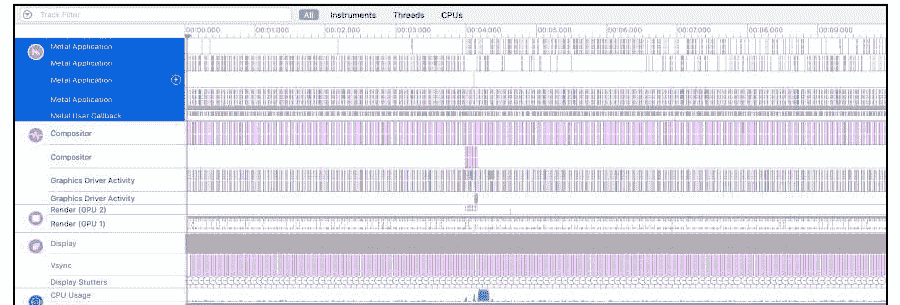 Track Filter
All Instruments Threads CPUs
00:00.000 00:01.000 00:02.000 00:03.000 00:04.000 00:05.000 00:06.000 00:07.000 00:08.000 00:09.000
Metal Application
Metal Application
Metal Application
Metal Application
Metal User Callback
Compositor
Compositor
Graphics Driver Activity
Graphics Driver Activity
Render (GPU 2)
Render (GPU 1)
Display
Vsync
Display Stutters
CPU Usage